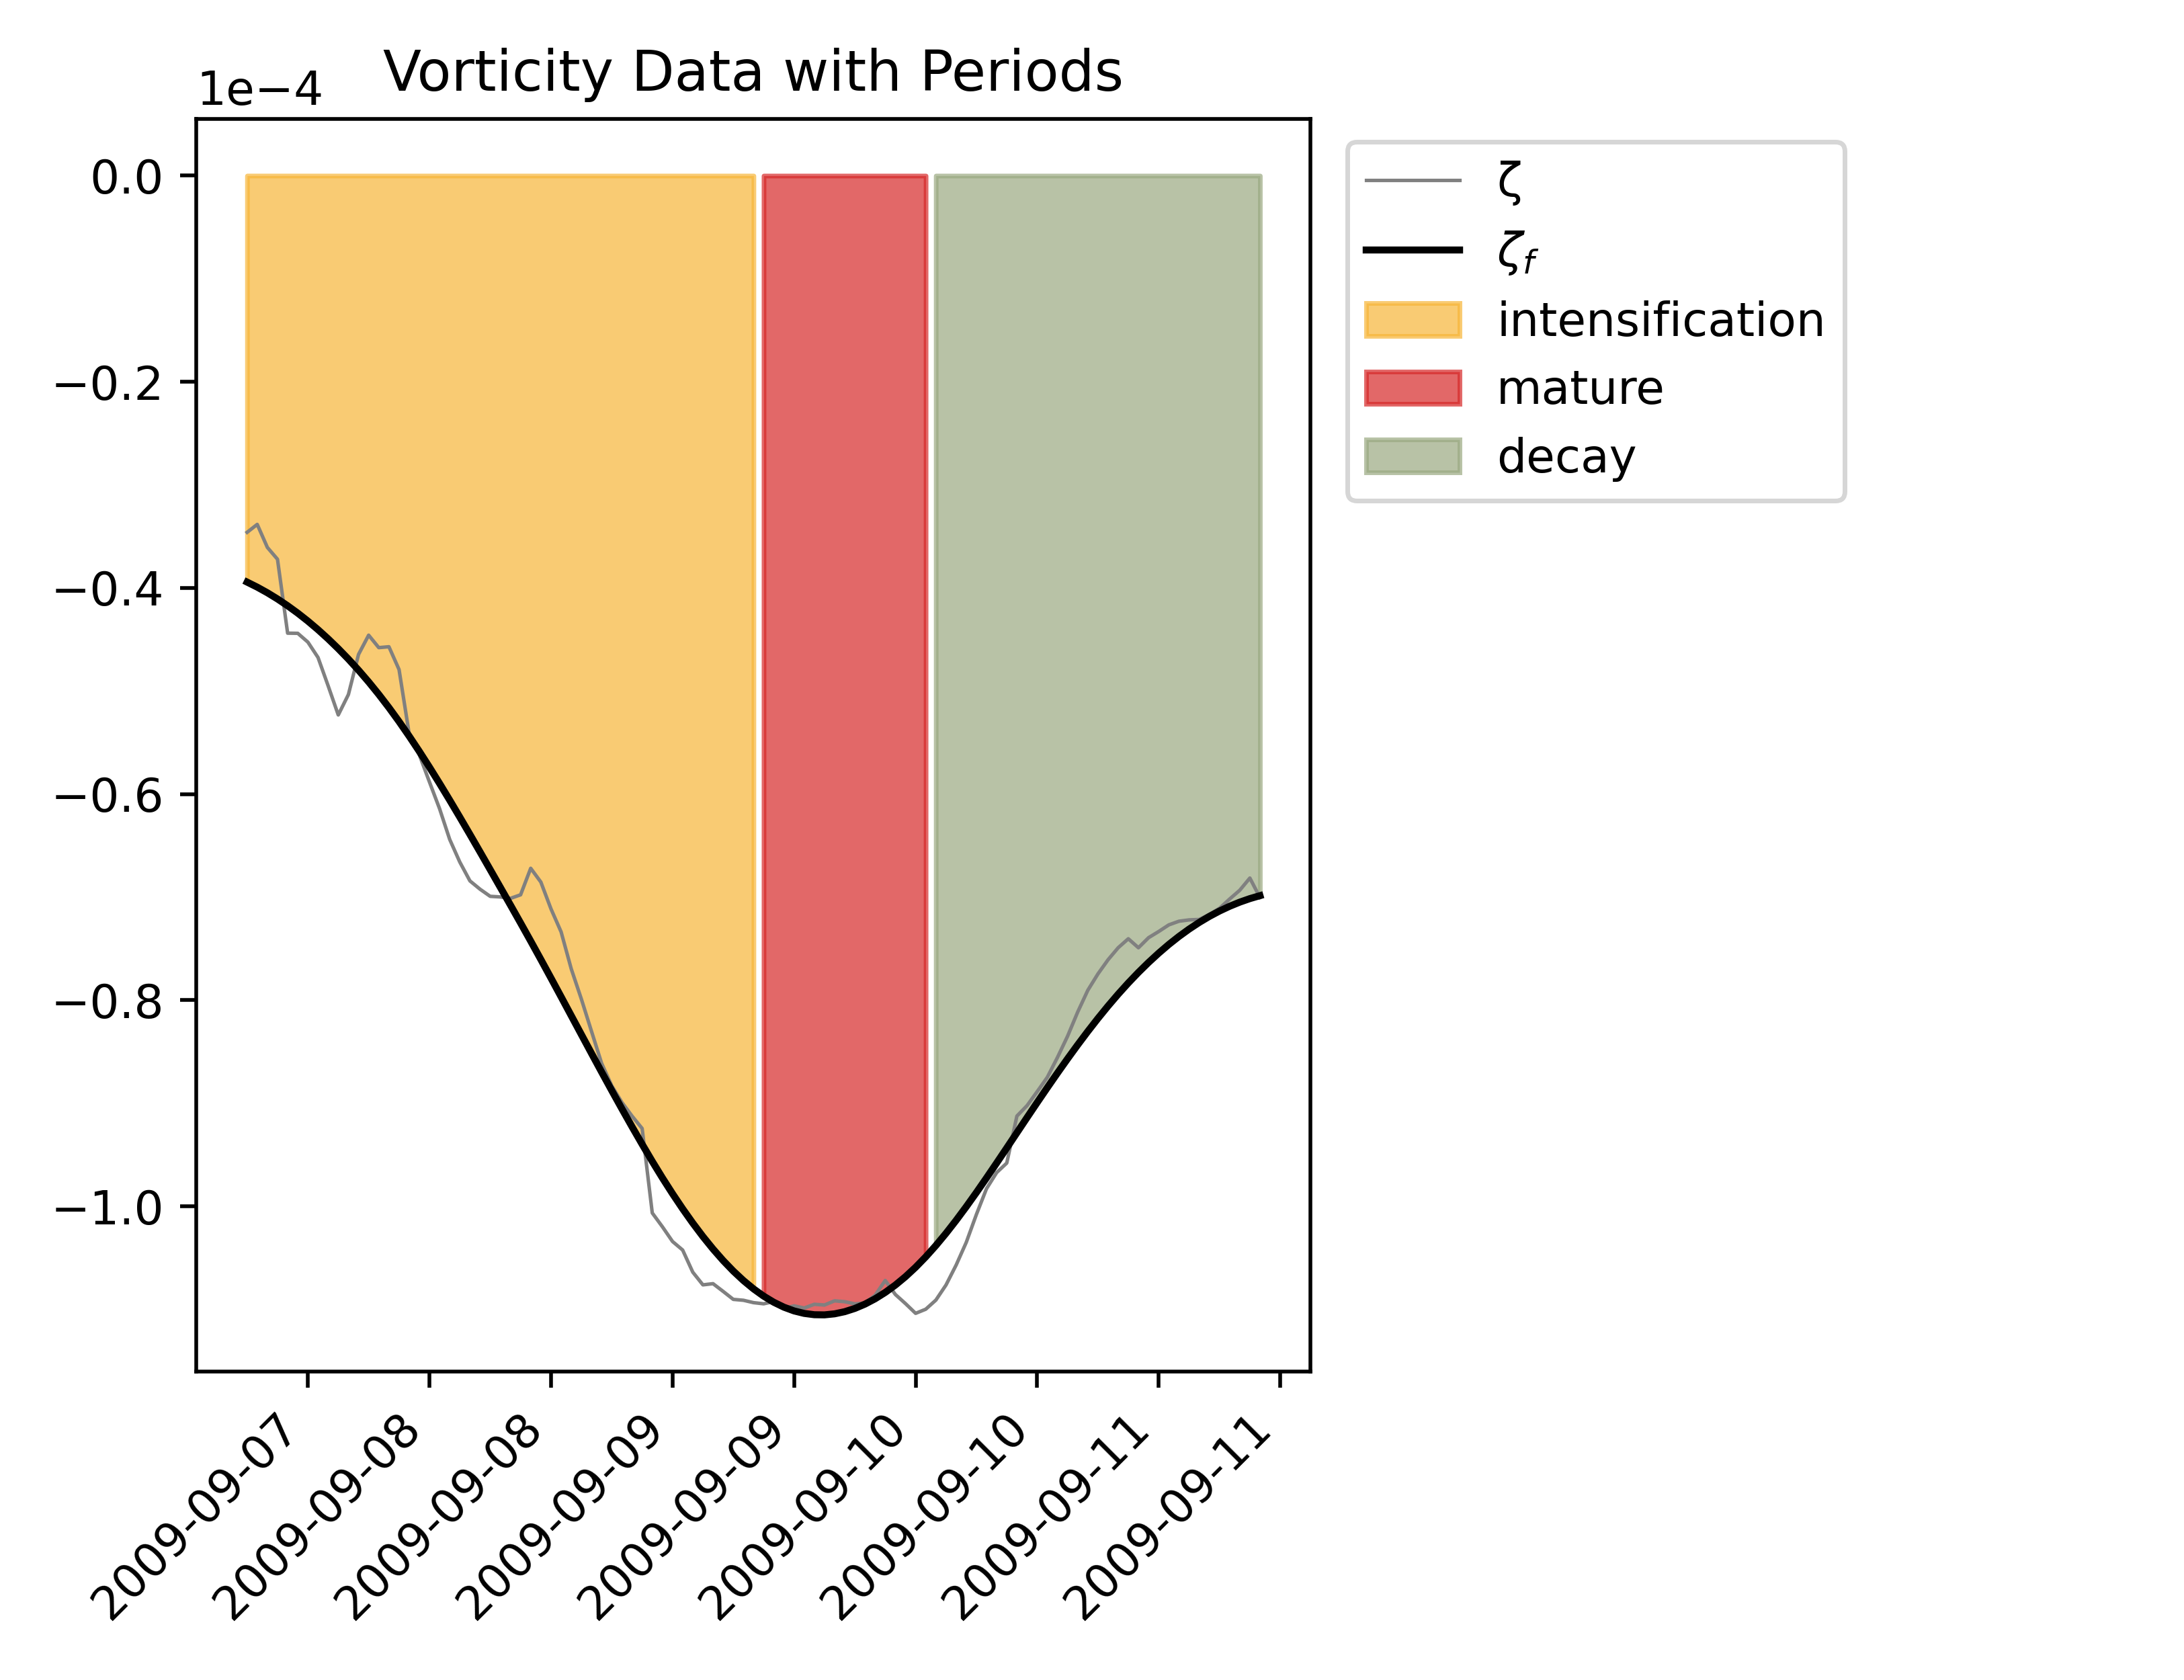 Vorticity Data with Periods
1e−4
0.0
−0.2
−0.4
−0.6
−0.8
−1.0
2009-09-07
2009-09-08
2009-09-08
2009-09-09
2009-09-09
2009-09-10
2009-09-10
2009-09-11
2009-09-11
ζ
ζf
intensification
mature
decay